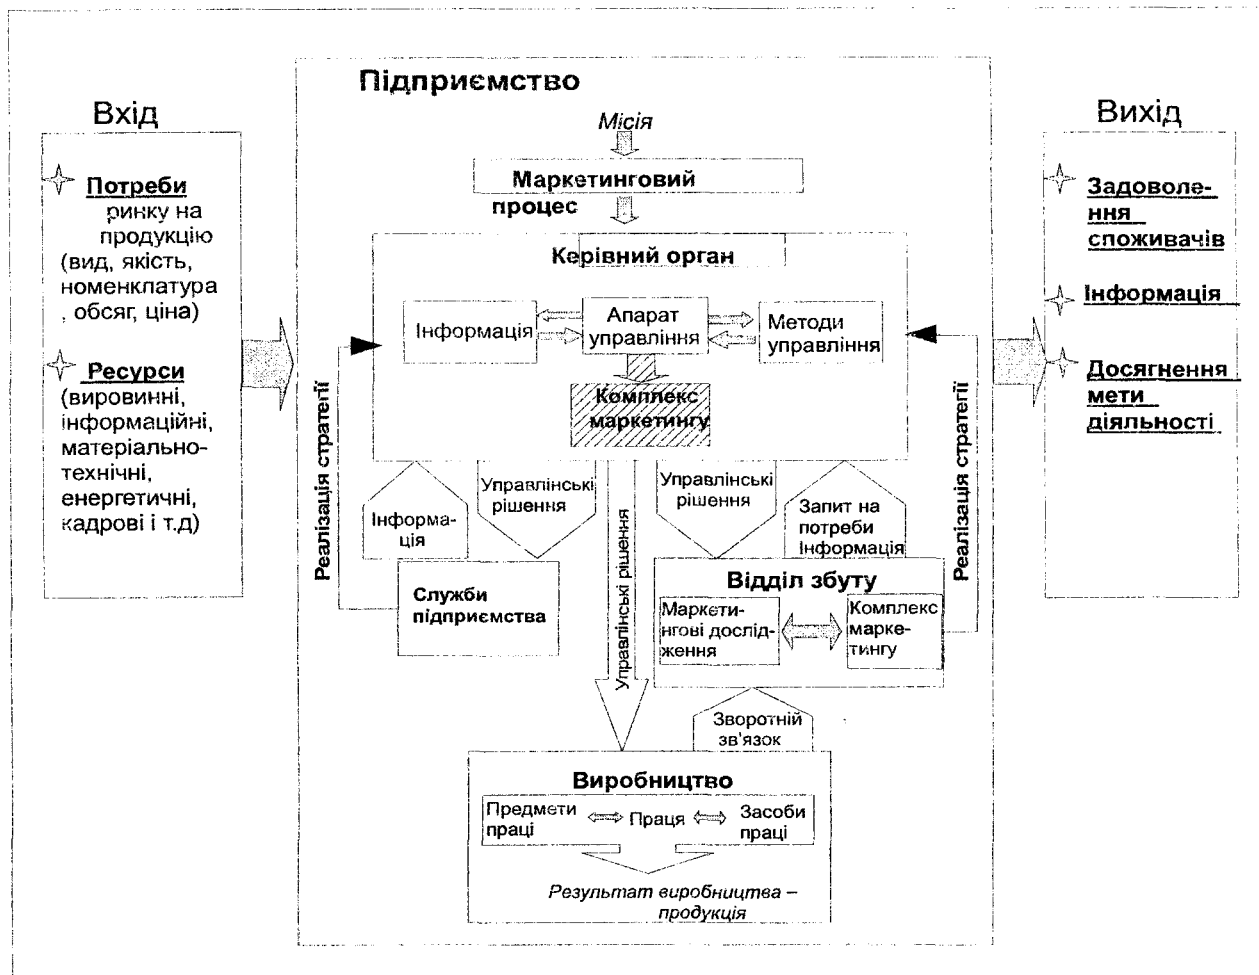 Підприємство
Вхід
Потреби
ринку на
продукцію
(вид, якість,
номенклатура
, обсяг, ціна)
Ресурси
(вировинні,
інформаційні,
матеріально-
технічні,
енергетичні,
кадрові і т.д)
Місія
Маркетинговий
процес
Керівний орган
Інформація
Апарат
управління
Методи
управління
Комплекс
маркетингу
Реалізація стратегії
Інформа-
ція
Управлінські
рішення
Управлінські рішення
Управлінські
рішення
Запит на
потреби
Інформація
Реалізація стратегії
Служби
підприємства
Відділ збуту
Маркети-
нгові дослід-
ження
Комплекс
марке-
тингу
Зворотній
зв'язок
Виробництво
Предмети
праці
Праця
Засоби
праці
Результат виробництва –
продукція
Вихід
Задоволе-
ння
споживачів
Інформація
Досягнення
мети
діяльності